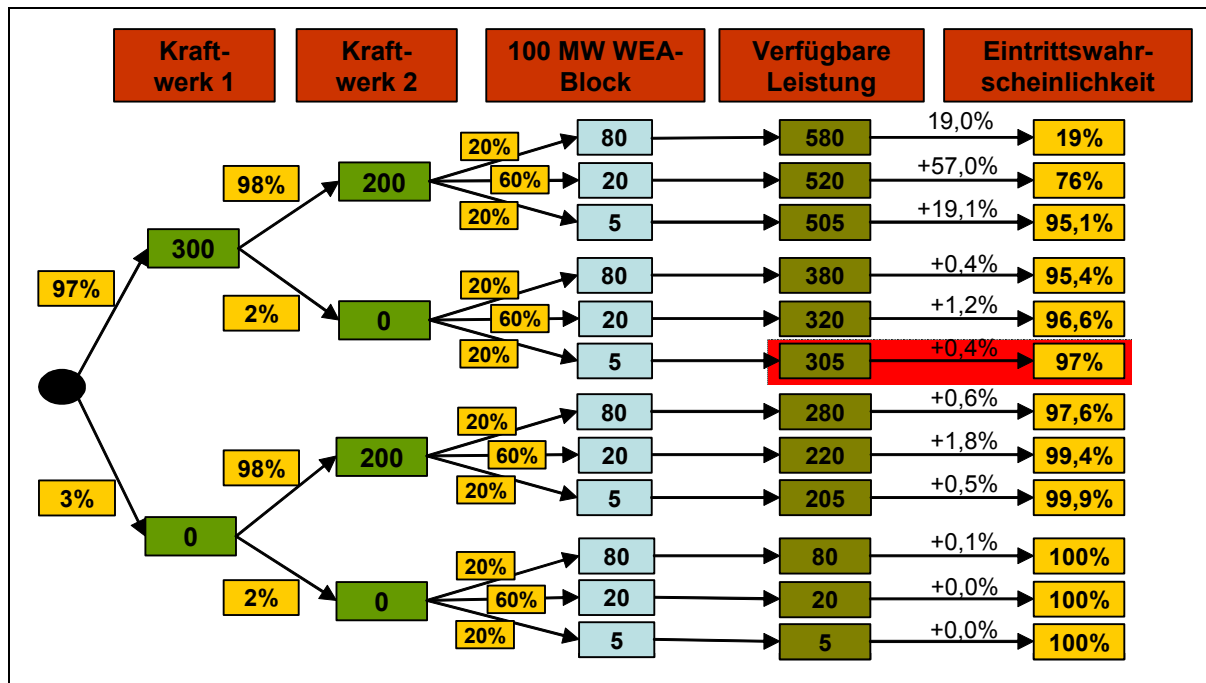 Kraft-
werk 1
Kraft-
werk 2
100 MW WEA-
Block
Verfügbare
Leistung
Eintrittswahr-
scheinlichkeit
20% 80 580 19,0% 19%
98% 200 60% 20 520 +57,0% 76%
20% 5 505 +19,1% 95,1%
97% 300
20% 80 380 +0,4% 95,4%
2% 0 60% 20 320 +1,2% 96,6%
20% 5 305 +0,4% 97%
20% 80 280 +0,6% 97,6%
98% 200 60% 20 220 +1,8% 99,4%
20% 5 205 +0,5% 99,9%
3% 0
20% 80 80 +0,1% 100%
2% 0 60% 20 20 +0,0% 100%
20% 5 5 +0,0% 100%